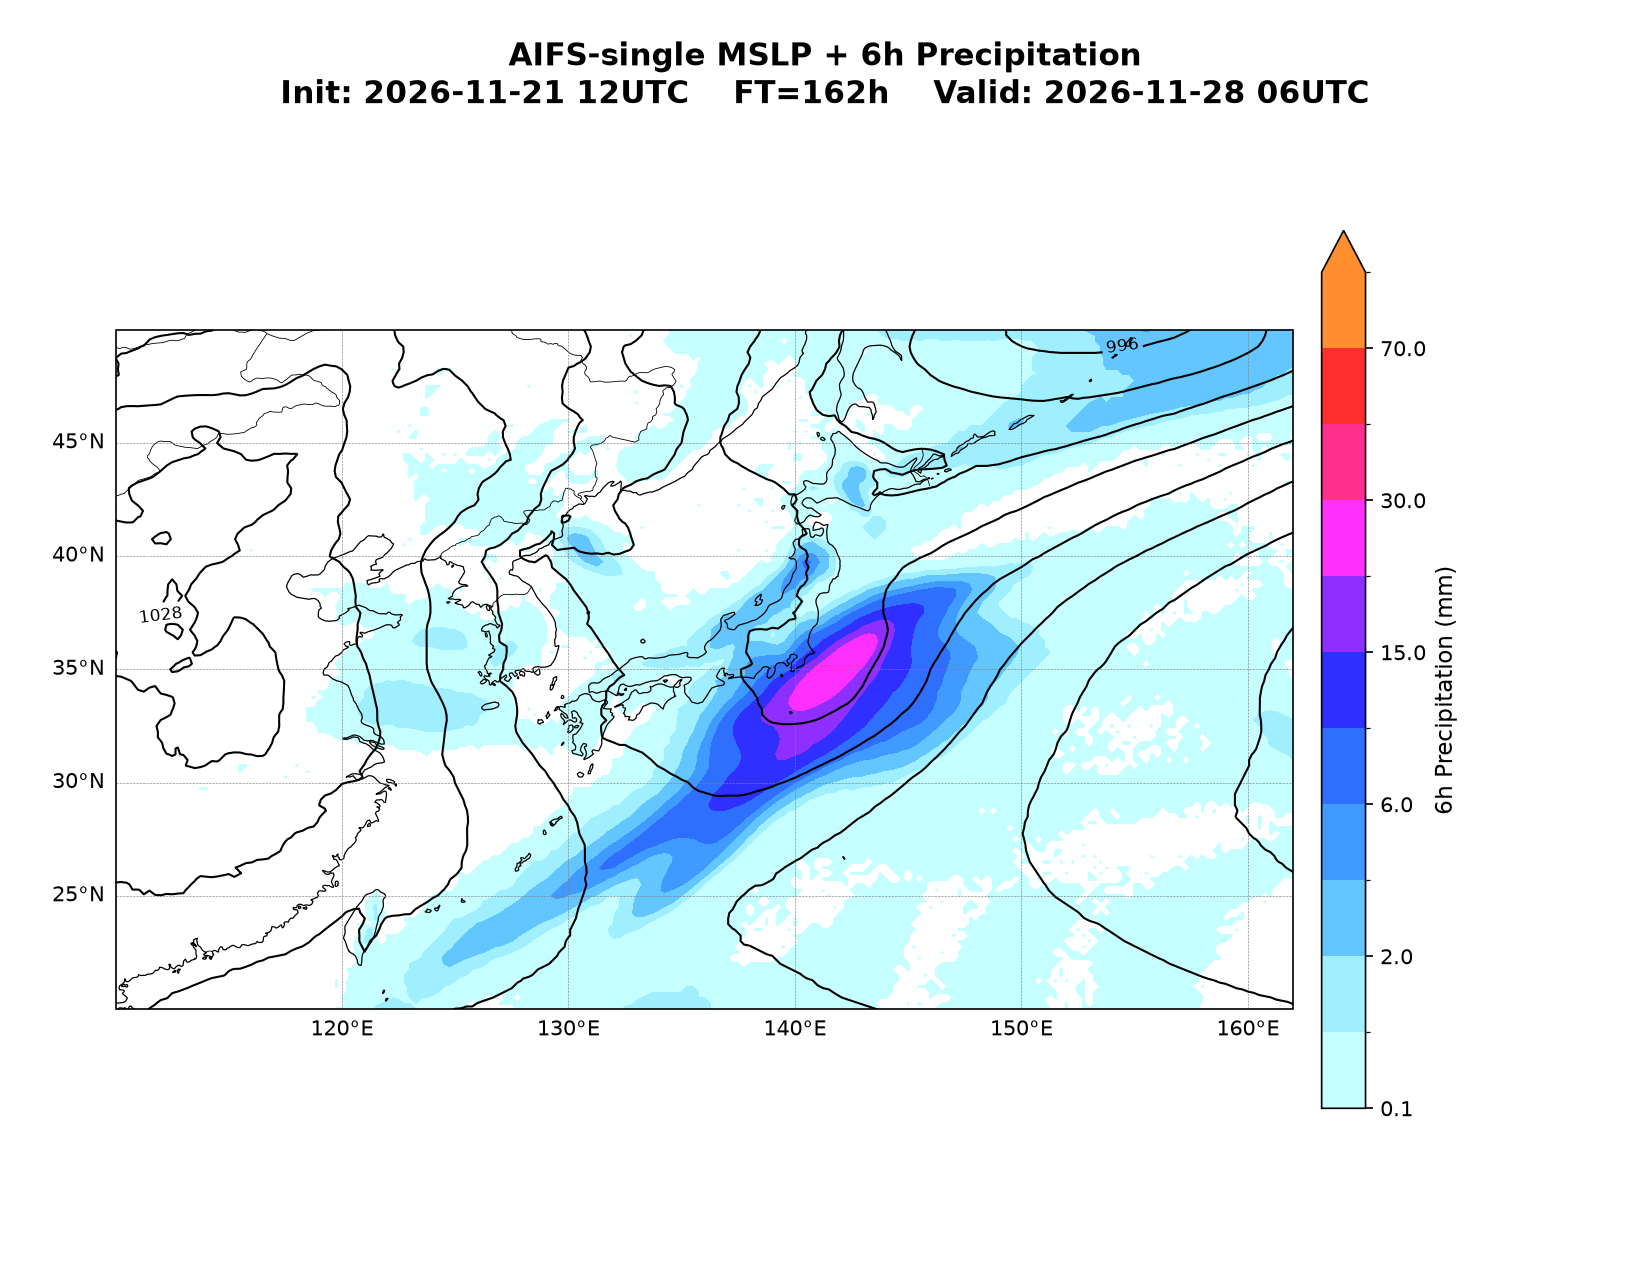 AIFS-single MSLP + 6h Precipitation
Init: 2026-11-21 12UTC    FT=162h    Valid: 2026-11-28 06UTC
996
1028
45°N
40°N
35°N
30°N
25°N
120°E
130°E
140°E
150°E
160°E
70.0
30.0
15.0
6.0
2.0
0.1
6h Precipitation (mm)